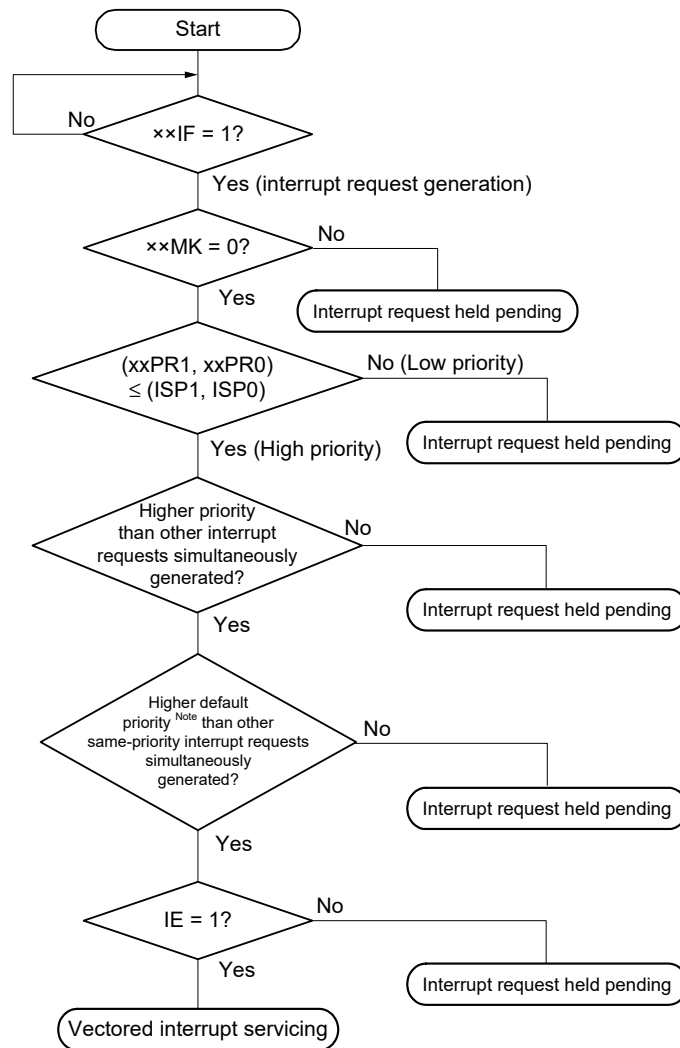 Start
No
××IF = 1?
Yes (interrupt request generation)
××MK = 0?
No
Yes
Interrupt request held pending
(xxPR1, xxPR0)
≤ (ISP1, ISP0)
No (Low priority)
Interrupt request held pending
Yes (High priority)
Higher priority
than other interrupt
requests simultaneously
generated?
No
Interrupt request held pending
Yes
Higher default
priority Note than other
same-priority interrupt requests
simultaneously
generated?
No
Interrupt request held pending
Yes
IE = 1?
No
Interrupt request held pending
Yes
Vectored interrupt servicing